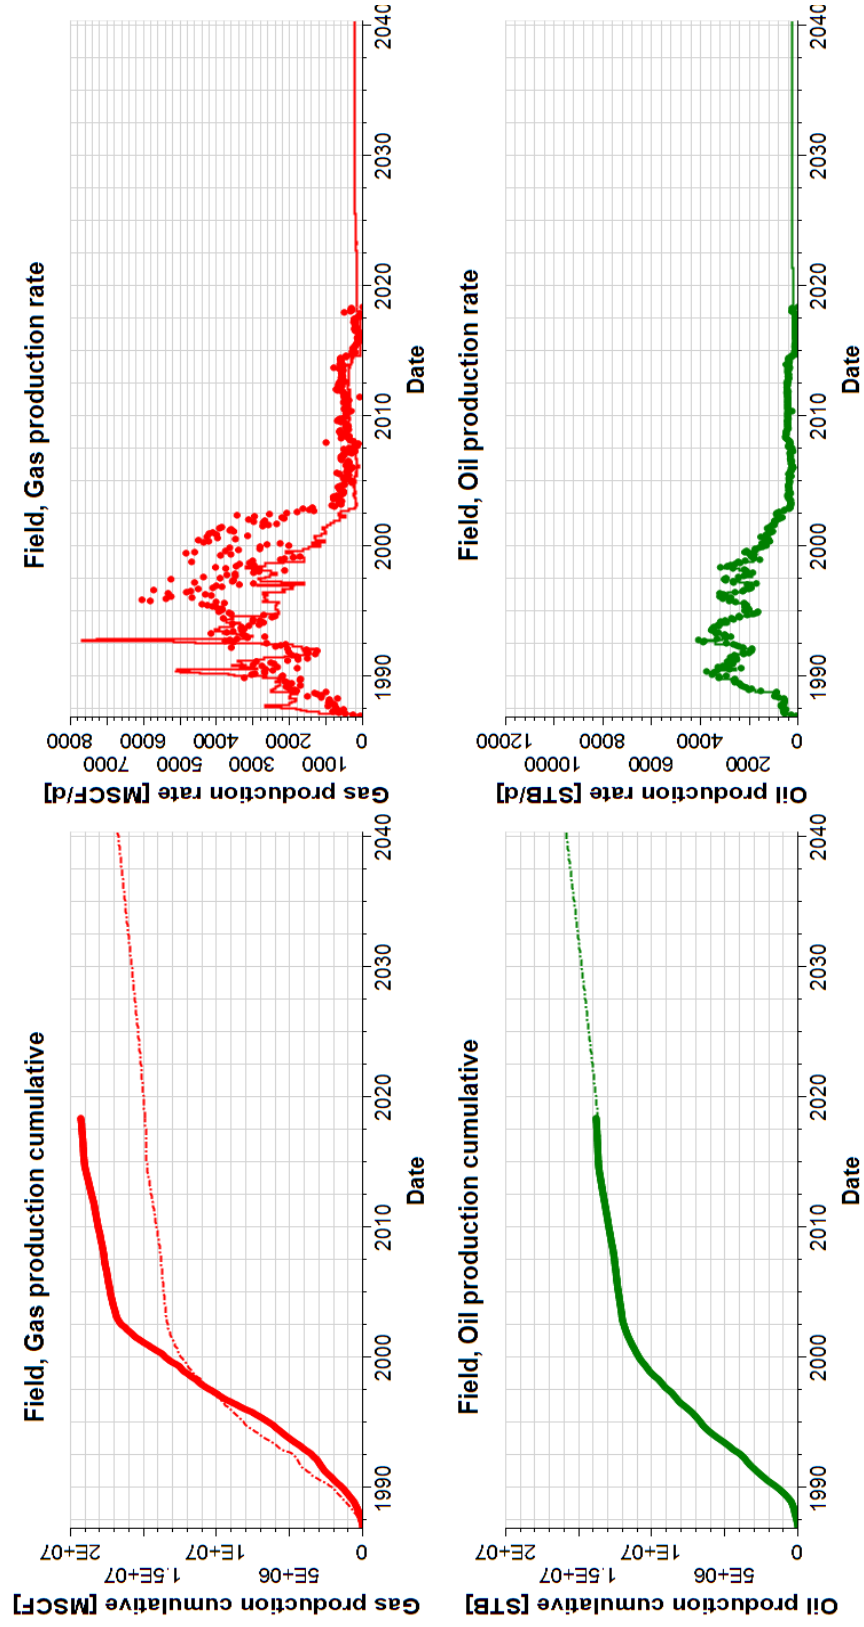 Field, Gas production cumulative
Gas production cumulative [MSCF]
2E+07
1.5E+07
1E+07
5E+06
0
1990
2000
2010
2020
2030
2040
Date
Field, Gas production rate
Gas production rate [MSCF/d]
8000
7000
6000
5000
4000
3000
2000
1000
0
1990
2000
2010
2020
2030
2040
Date
Field, Oil production cumulative
Oil production cumulative [STB]
2E+07
1.5E+07
1E+07
5E+06
0
1990
2000
2010
2020
2030
2040
Date
Field, Oil production rate
Oil production rate [STB/d]
12000
10000
8000
6000
4000
2000
0
1990
2000
2010
2020
2030
2040
Date